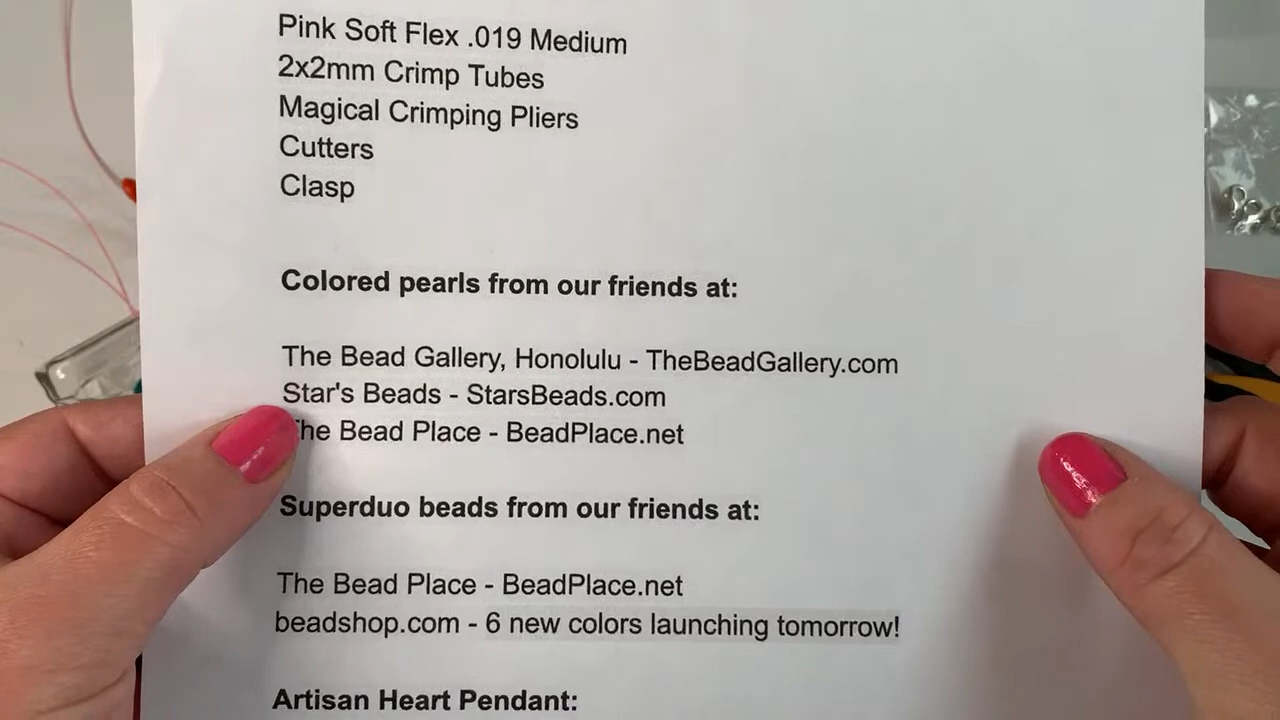 Pink Soft Flex .019 Medium
2x2mm Crimp Tubes
Magical Crimping Pliers
Cutters
Clasp
Colored pearls from our friends at:
The Bead Gallery, Honolulu - TheBeadGallery.com
Star's Beads - StarsBeads.com
The Bead Place - BeadPlace.net
Superduo beads from our friends at:
The Bead Place - BeadPlace.net
beadshop.com - 6 new colors launching tomorrow!
Artisan Heart Pendant: